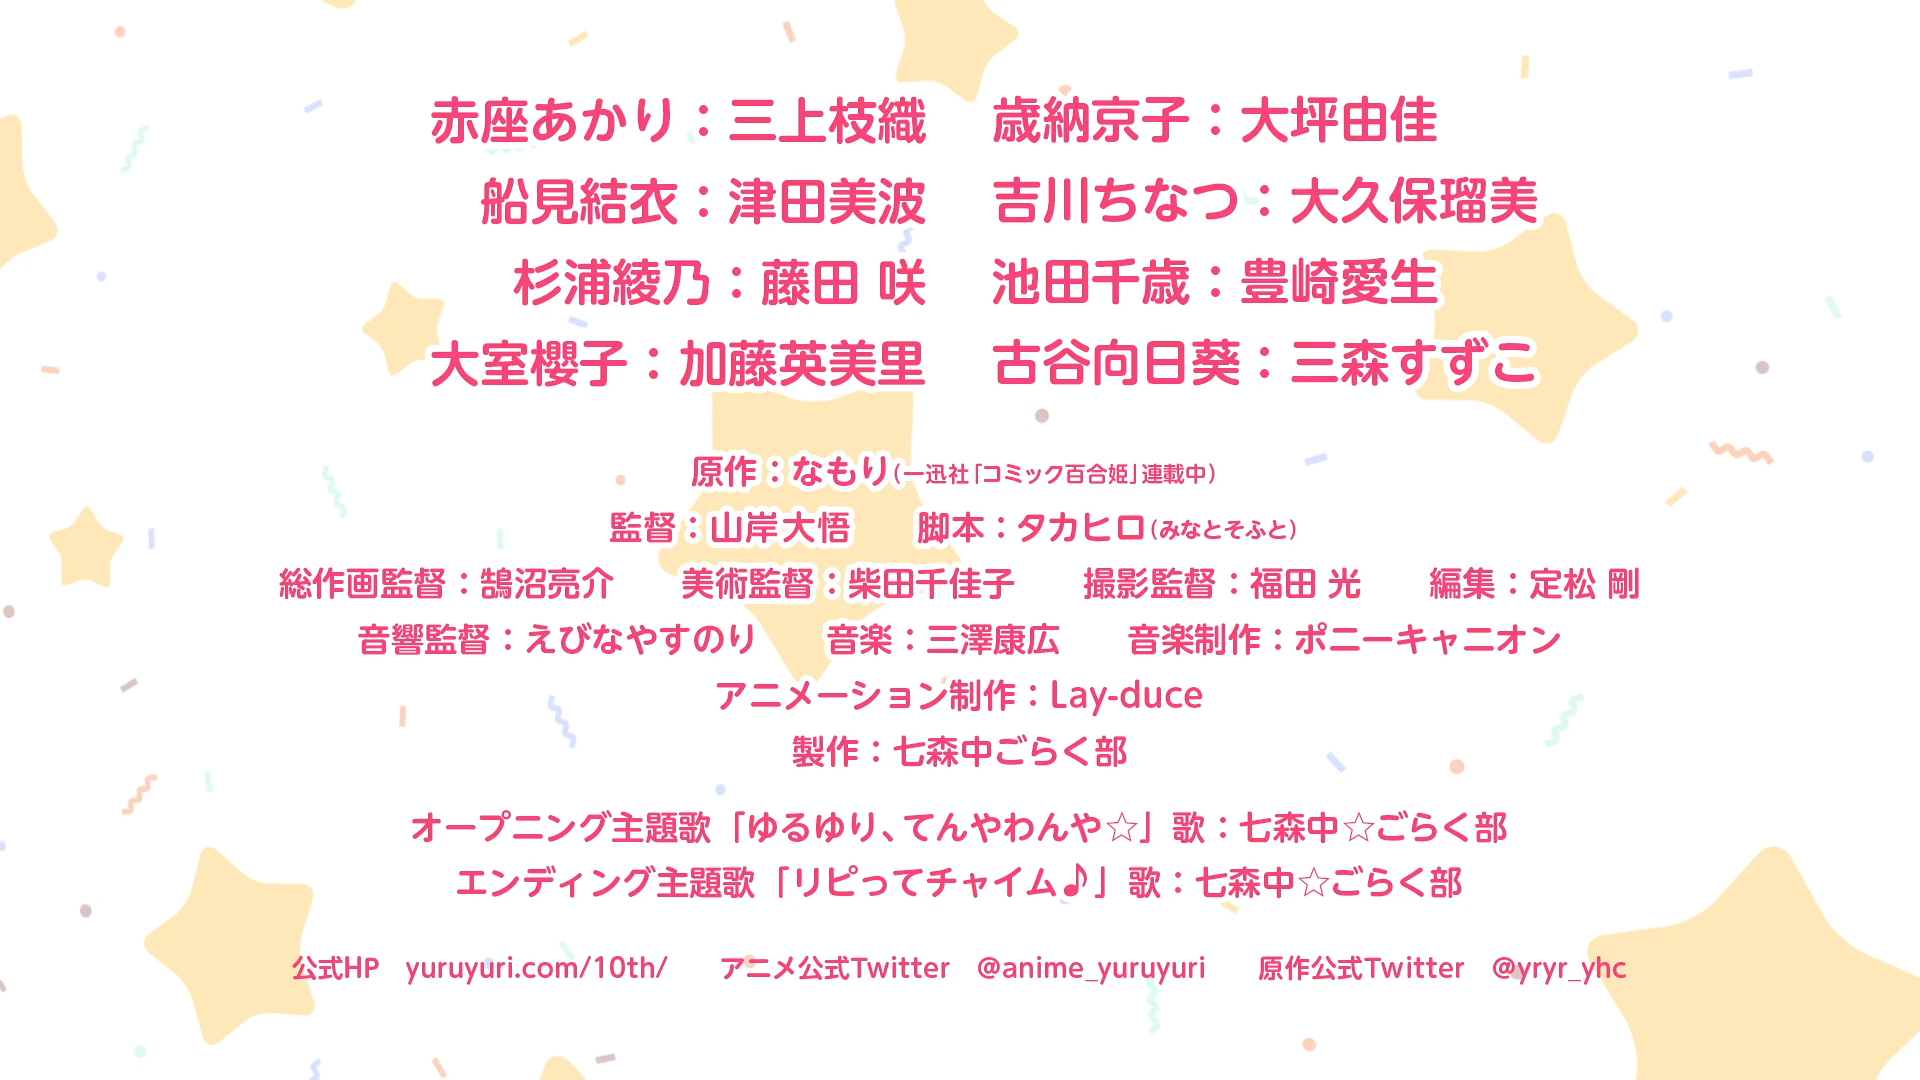 赤座あかり：三上枝織　歳納京子：大坪由佳
船見結衣：津田美波　吉川ちなつ：大久保瑠美
杉浦綾乃：藤田 咲　池田千歳：豊崎愛生
大室櫻子：加藤英美里　古谷向日葵：三森すずこ
原作：なもり（一迅社「コミック百合姫」連載中）
監督：山岸大悟　脚本：タカヒロ（みなとそふと）
総作画監督：鵠沼亮介　美術監督：柴田千佳子　撮影監督：福田 光　編集：定松 剛
音響監督：えびなやすのり　音楽：三澤康広　音楽制作：ポニーキャニオン
アニメーション制作：Lay-duce
製作：七森中ごらく部
オープニング主題歌「ゆるゆり、てんやわんや☆」歌：七森中☆ごらく部
エンディング主題歌「リピってチャイム♪」歌：七森中☆ごらく部
公式HP　yuruyuri.com/10th/　アニメ公式Twitter　@anime_yuruyuri　原作公式Twitter　@yryr_yhc